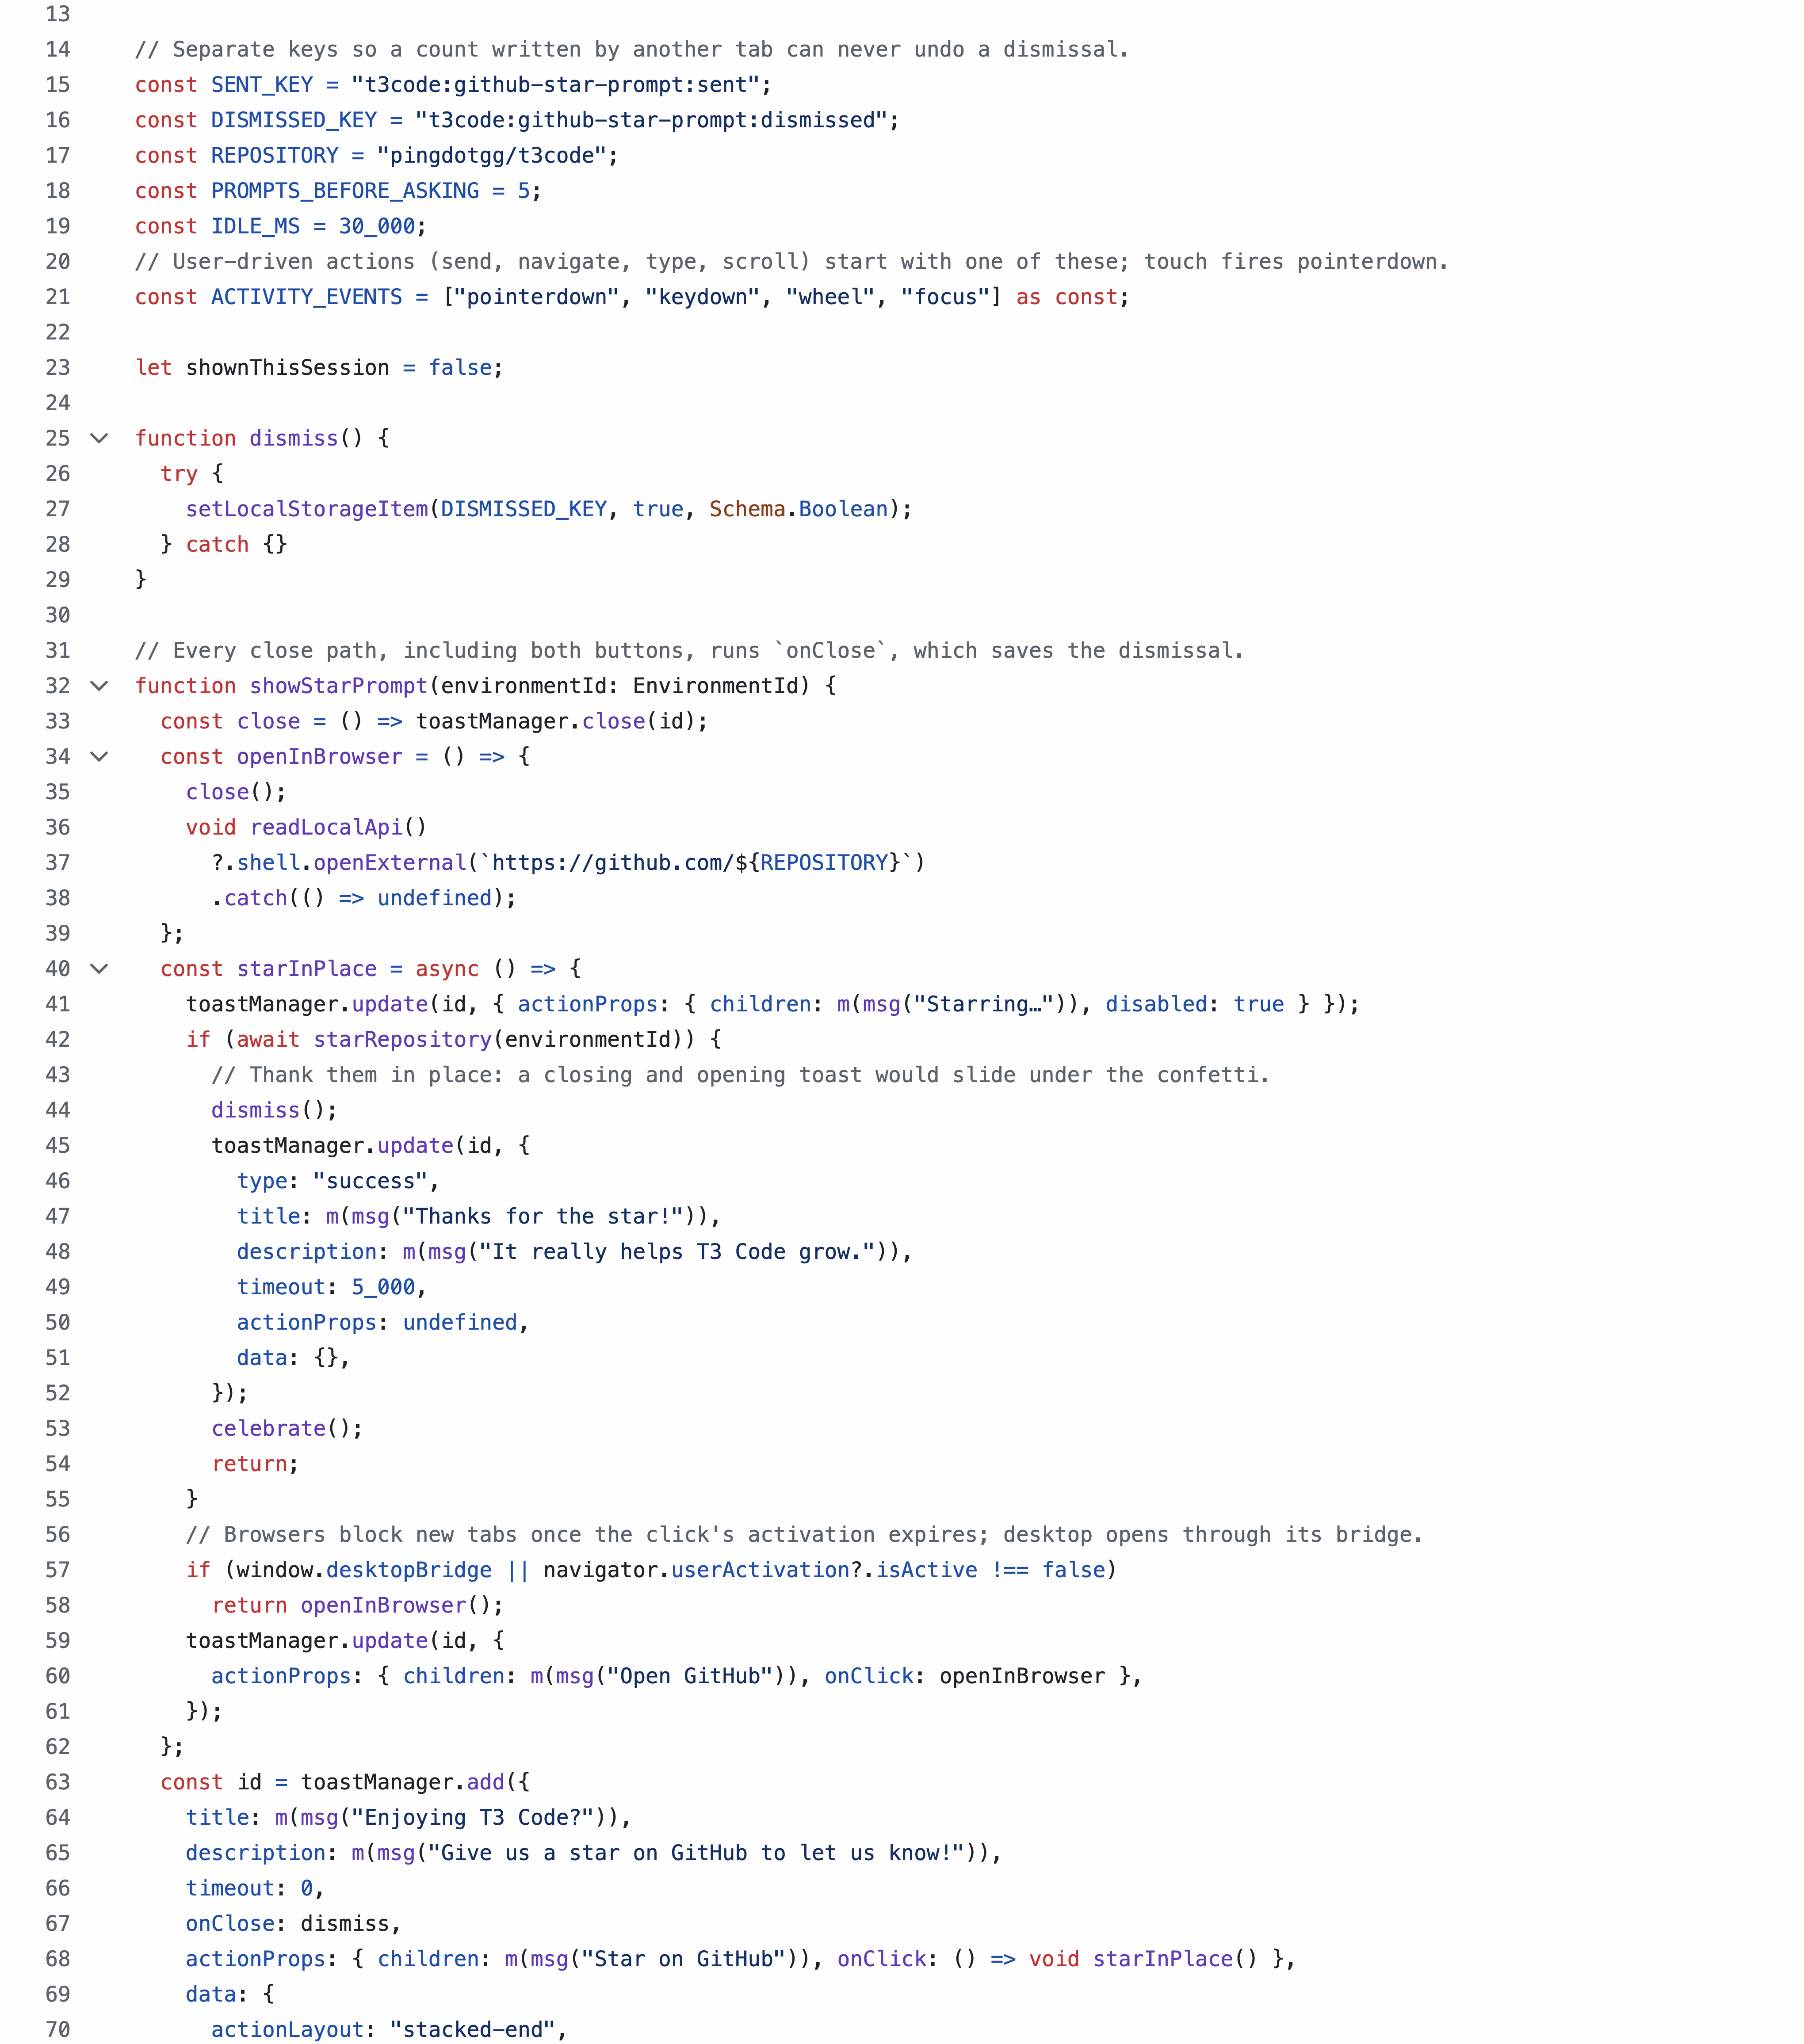 13
14 // Separate keys so a count written by another tab can never undo a dismissal.
15 const SENT_KEY = "t3code:github-star-prompt:sent";
16 const DISMISSED_KEY = "t3code:github-star-prompt:dismissed";
17 const REPOSITORY = "pingdotgg/t3code";
18 const PROMPTS_BEFORE_ASKING = 5;
19 const IDLE_MS = 30_000;
20 // User-driven actions (send, navigate, type, scroll) start with one of these; touch fires pointerdown.
21 const ACTIVITY_EVENTS = ["pointerdown", "keydown", "wheel", "focus"] as const;
22
23 let shownThisSession = false;
24
25 function dismiss() {
26   try {
27     setLocalStorageItem(DISMISSED_KEY, true, Schema.Boolean);
28   } catch {}
29 }
30
31 // Every close path, including both buttons, runs `onClose`, which saves the dismissal.
32 function showStarPrompt(environmentId: EnvironmentId) {
33   const close = () => toastManager.close(id);
34   const openInBrowser = () => {
35     close();
36     void readLocalApi()
37       ?.shell.openExternal(`https://github.com/${REPOSITORY}`)
38       .catch(() => undefined);
39   };
40   const starInPlace = async () => {
41     toastManager.update(id, { actionProps: { children: m(msg("Starring…")), disabled: true } });
42     if (await starRepository(environmentId)) {
43       // Thank them in place: a closing and opening toast would slide under the confetti.
44       dismiss();
45       toastManager.update(id, {
46         type: "success",
47         title: m(msg("Thanks for the star!")),
48         description: m(msg("It really helps T3 Code grow.")),
49         timeout: 5_000,
50         actionProps: undefined,
51         data: {},
52       });
53       celebrate();
54       return;
55     }
56     // Browsers block new tabs once the click's activation expires; desktop opens through its bridge.
57     if (window.desktopBridge || navigator.userActivation?.isActive !== false)
58       return openInBrowser();
59     toastManager.update(id, {
60       actionProps: { children: m(msg("Open GitHub")), onClick: openInBrowser },
61     });
62   };
63   const id = toastManager.add({
64     title: m(msg("Enjoying T3 Code?")),
65     description: m(msg("Give us a star on GitHub to let us know!")),
66     timeout: 0,
67     onClose: dismiss,
68     actionProps: { children: m(msg("Star on GitHub")), onClick: () => void starInPlace() },
69     data: {
70       actionLayout: "stacked-end",